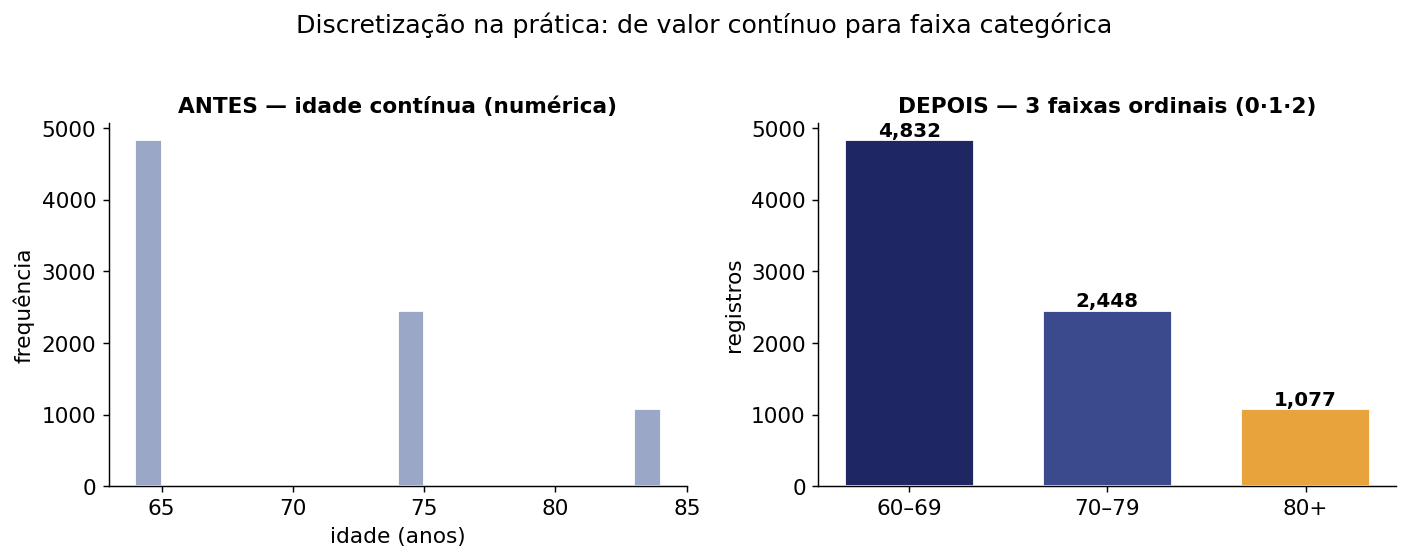 Discretização na prática: de valor contínuo para faixa categórica
ANTES — idade contínua (numérica)
frequência
5000
4000
3000
2000
1000
0
65 70 75 80 85
idade (anos)
DEPOIS — 3 faixas ordinais (0·1·2)
registros
5000
4000
3000
2000
1000
0
4,832
2,448
1,077
60–69 70–79 80+